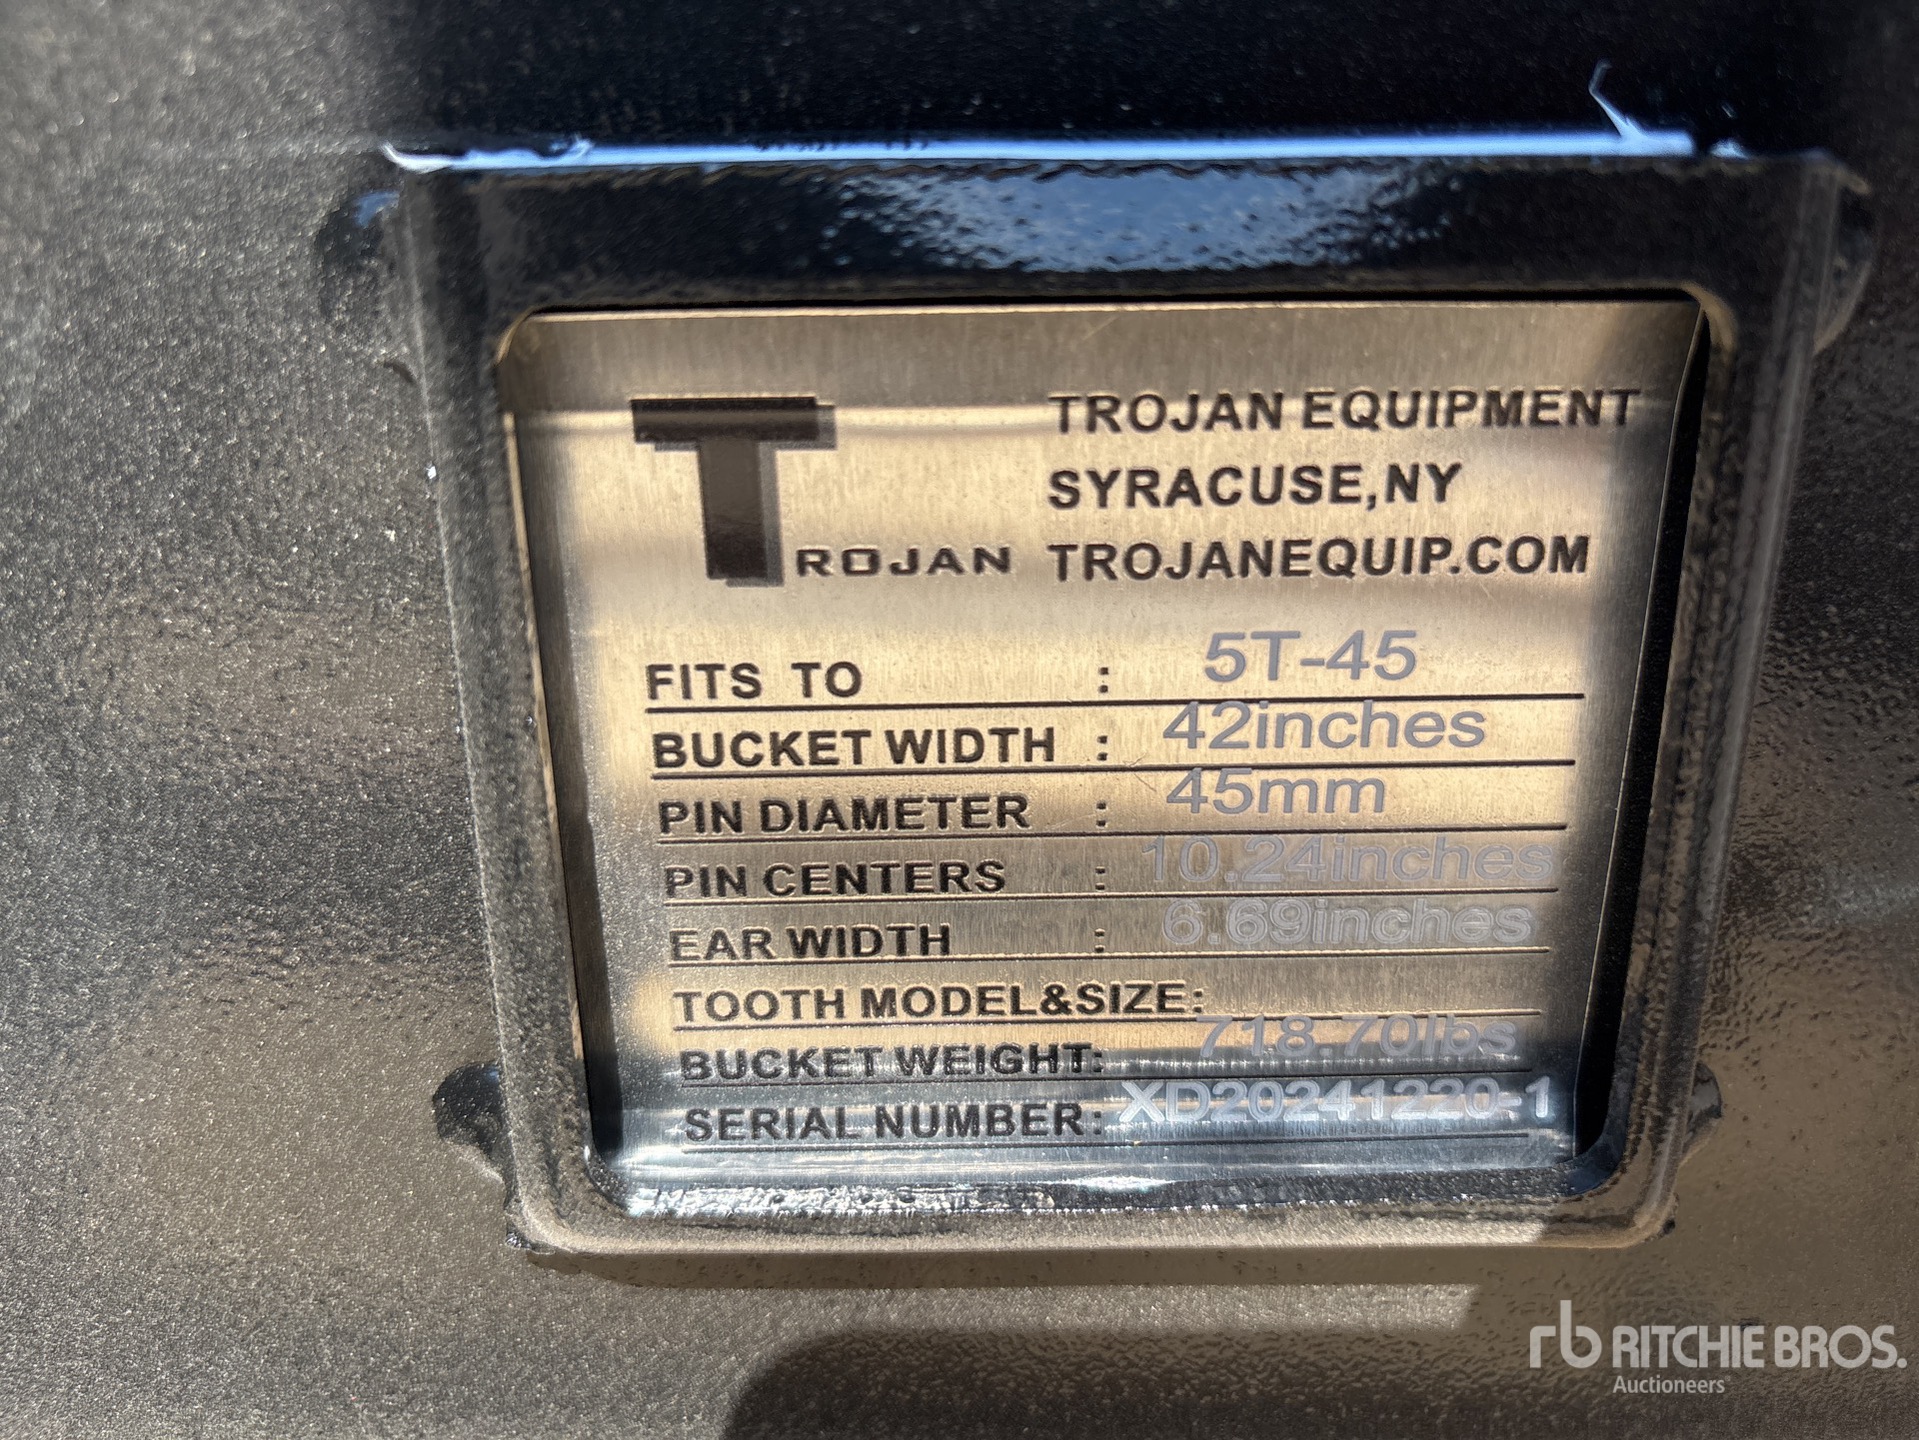 TROJAN
TROJAN EQUIPMENT
SYRACUSE,NY
TROJANEQUIP.COM
FITS TO : 5T-45
BUCKET WIDTH : 42inches
PIN DIAMETER : 45mm
PIN CENTERS : 10.24inches
EAR WIDTH : 6.69inches
TOOTH MODEL&SIZE:
BUCKET WEIGHT: 718.70lbs
SERIAL NUMBER: XD20241220-1
rb RITCHIE BROS.
Auctioneers